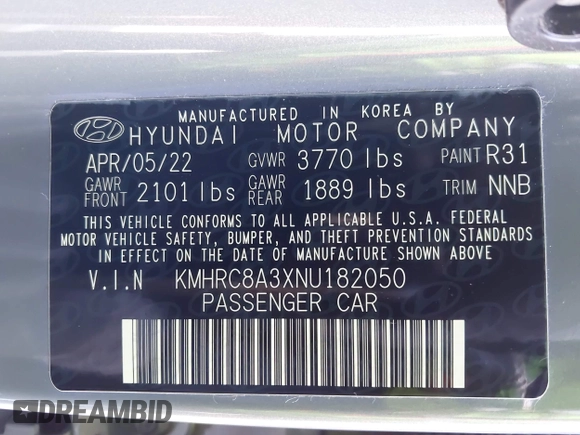 MANUFACTURED IN KOREA BY
HYUNDAI MOTOR COMPANY
APR/05/22 GVWR 3770 lbs PAINT R31
GAWR FRONT 2101 lbs GAWR REAR 1889 lbs TRIM NNB
THIS VEHICLE CONFORMS TO ALL APPLICABLE U.S.A. FEDERAL
MOTOR VEHICLE SAFETY, BUMPER, AND THEFT PREVENTION STANDARDS
IN EFFECT ON THE DATE OF MANUFACTURE SHOWN ABOVE
V.I.N KMHRC8A3XNU182050
PASSENGER CAR
DREAMBID